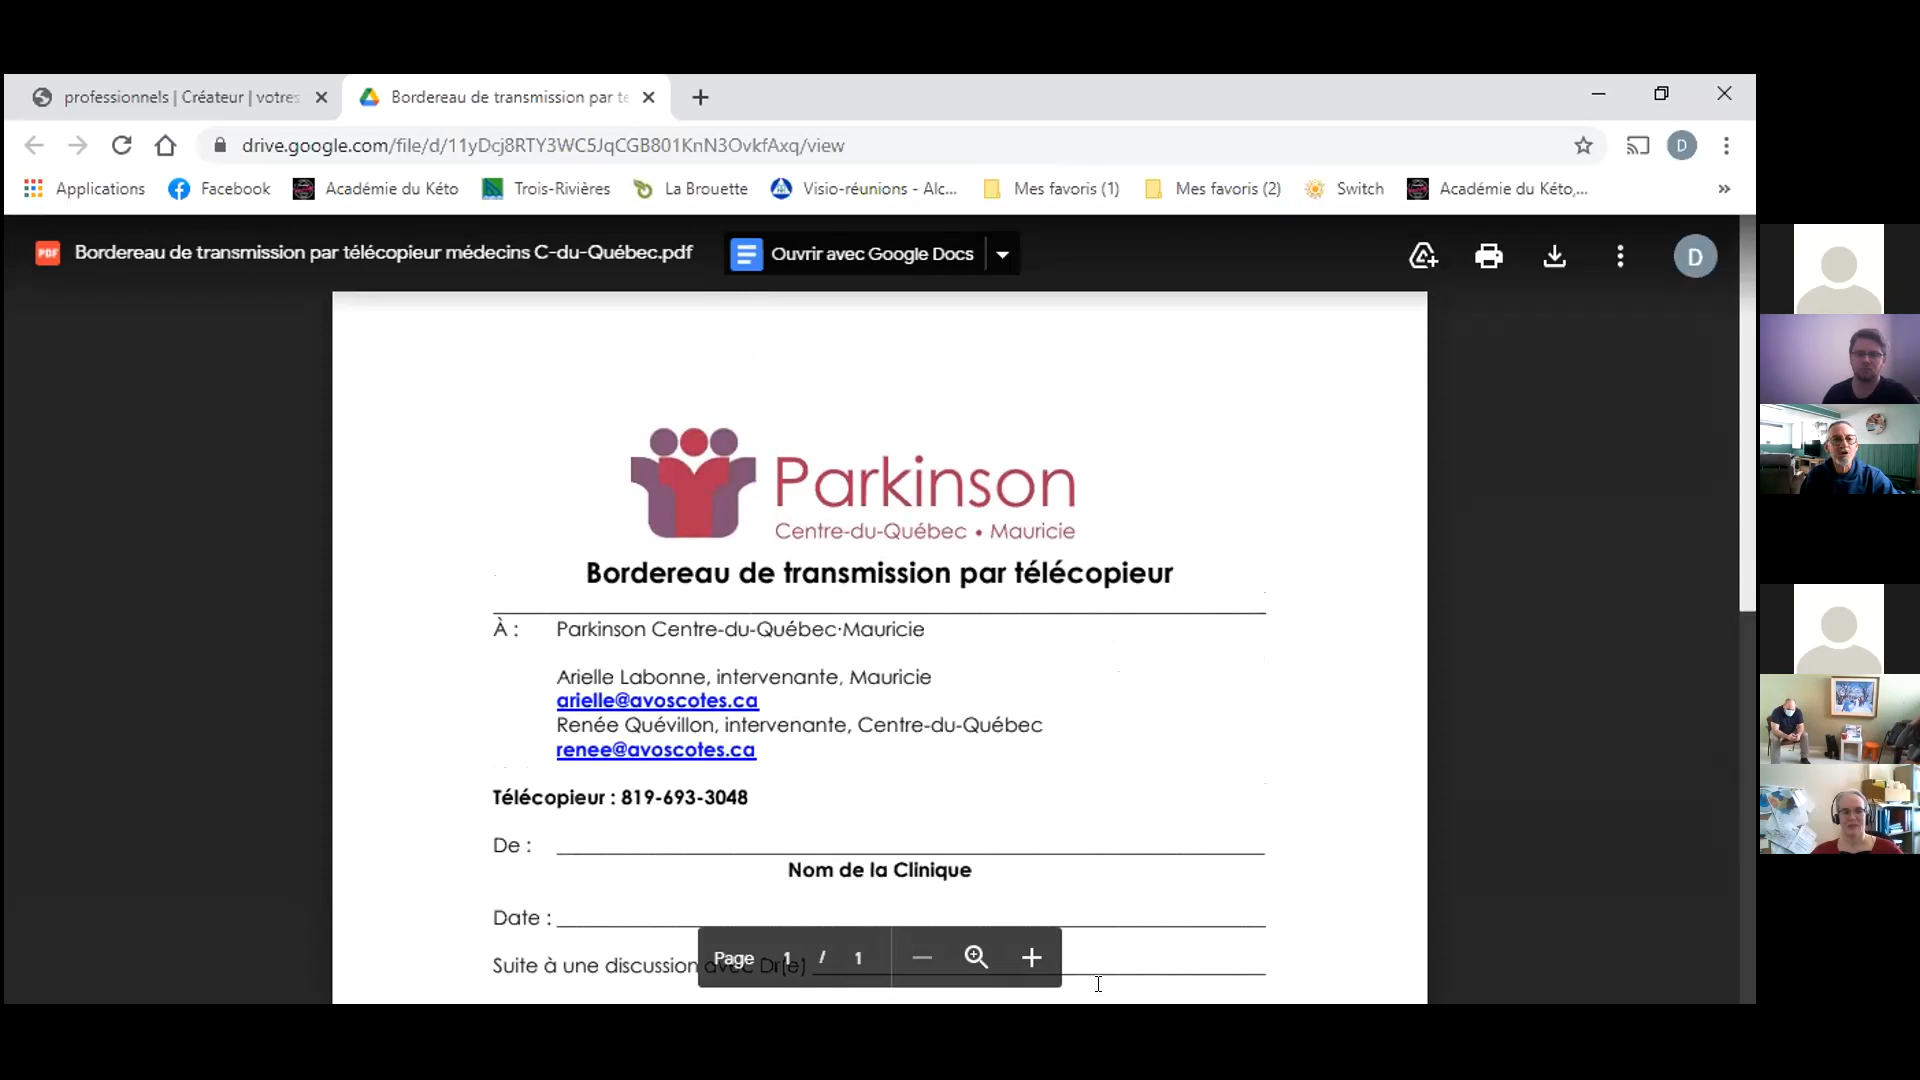 professionnels | Créateur | votres
Bordereau de transmission par té
drive.google.com/file/d/11yDcj8RTY3WC5JqCGB801KnN3OvkfAxq/view
D
Applications
Facebook
Académie du Kéto
Trois-Rivières
La Brouette
Visio-réunions - Alc...
Mes favoris (1)
Mes favoris (2)
Switch
Académie du Kéto,...
PDF
Bordereau de transmission par télécopieur médecins C-du-Québec.pdf
Ouvrir avec Google Docs
D
Parkinson
Centre-du-Québec • Mauricie
Bordereau de transmission par télécopieur
À : Parkinson Centre-du-Québec·Mauricie
Arielle Labonne, intervenante, Mauricie
arielle@avoscotes.ca
Renée Quévillon, intervenante, Centre-du-Québec
renee@avoscotes.ca
Télécopieur : 819-693-3048
De :
Nom de la Clinique
Date :
Suite à une discussion avec Dr(e)
Page 1 / 1